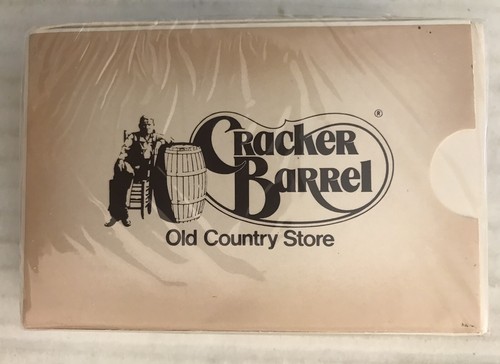 Cracker ®
Barrel
Old Country Store